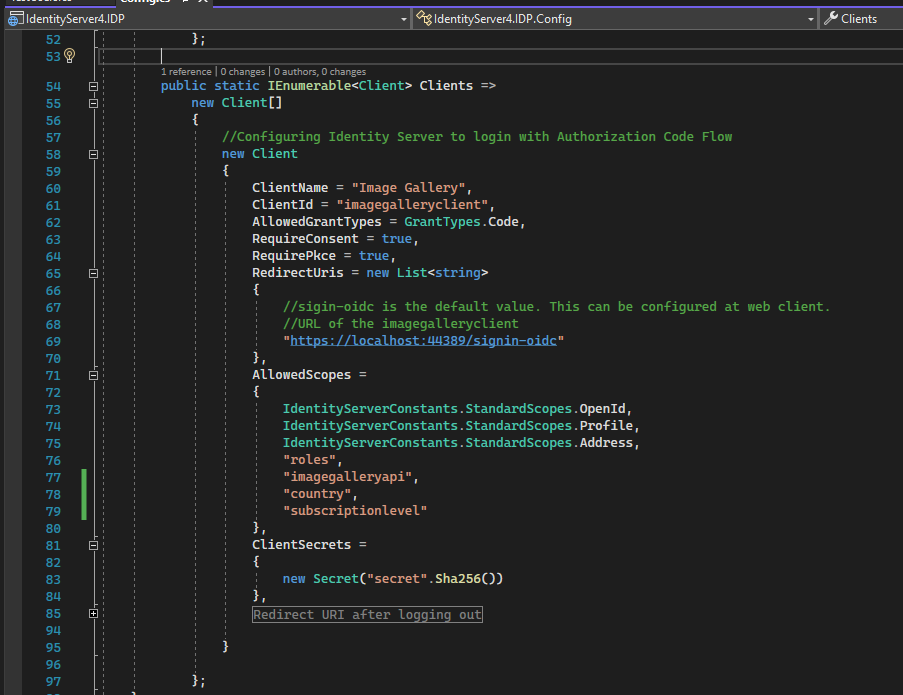 IdentityServer4.IDP
IdentityServer4.IDP.Config
Clients
52 };
53
1 reference | 0 changes | 0 authors, 0 changes
54 public static IEnumerable<Client> Clients =>
55 new Client[]
56 {
57 //Configuring Identity Server to login with Authorization Code Flow
58 new Client
59 {
60 ClientName = "Image Gallery",
61 ClientId = "imagegalleryclient",
62 AllowedGrantTypes = GrantTypes.Code,
63 RequireConsent = true,
64 RequirePkce = true,
65 RedirectUris = new List<string>
66 {
67 //sigin-oidc is the default value. This can be configured at web client.
68 //URL of the imagegalleryclient
69 "https://localhost:44389/signin-oidc"
70 },
71 AllowedScopes =
72 {
73 IdentityServerConstants.StandardScopes.OpenId,
74 IdentityServerConstants.StandardScopes.Profile,
75 IdentityServerConstants.StandardScopes.Address,
76 "roles",
77 "imagegalleryapi",
78 "country",
79 "subscriptionlevel"
80 },
81 ClientSecrets =
82 {
83 new Secret("secret".Sha256())
84 },
85 Redirect URI after logging out
94
95 }
96
97 };